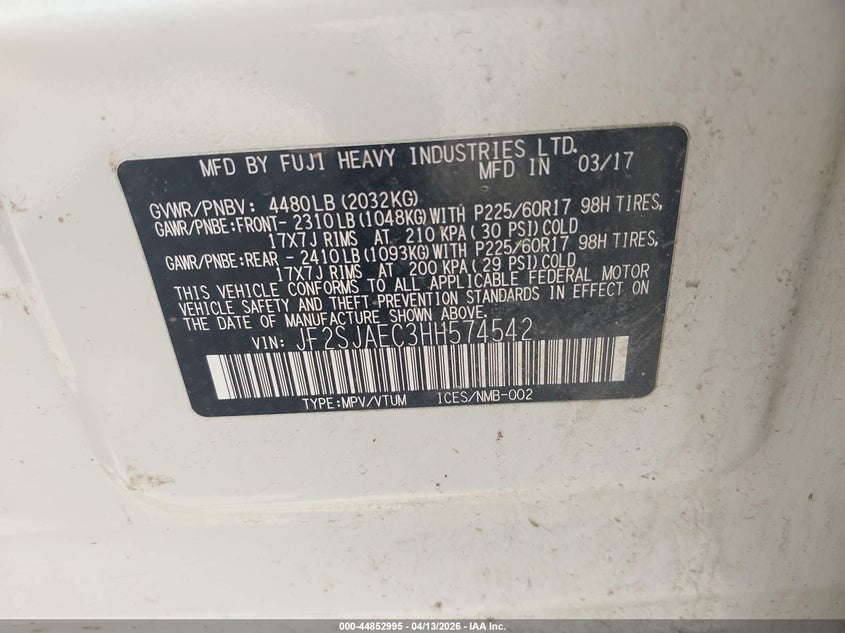 MFD BY FUJI HEAVY INDUSTRIES LTD.
MFD IN 03/17
GVWR/PNBV: 4480LB(2032KG)
GAWR/PNBE:FRONT- 2310LB(1048KG)WITH P225/60R17 98H TIRES,
17X7J RIMS AT 210 KPA(30 PSI)COLD
GAWR/PNBE:REAR - 2410LB(1093KG)WITH P225/60R17 98H TIRES,
17X7J RIMS AT 200 KPA(29 PSI)COLD
THIS VEHICLE CONFORMS TO ALL APPLICABLE FEDERAL MOTOR
VEHICLE SAFETY AND THEFT PREVENTION STANDARDS IN EFFECT ON
THE DATE OF MANUFACTURE SHOWN ABOVE.
VIN: JF2SJAEC3HH574542
TYPE:MPV/VTUM ICES/NMB-002
000-44852995 - 04/13/2026 - IAA Inc.